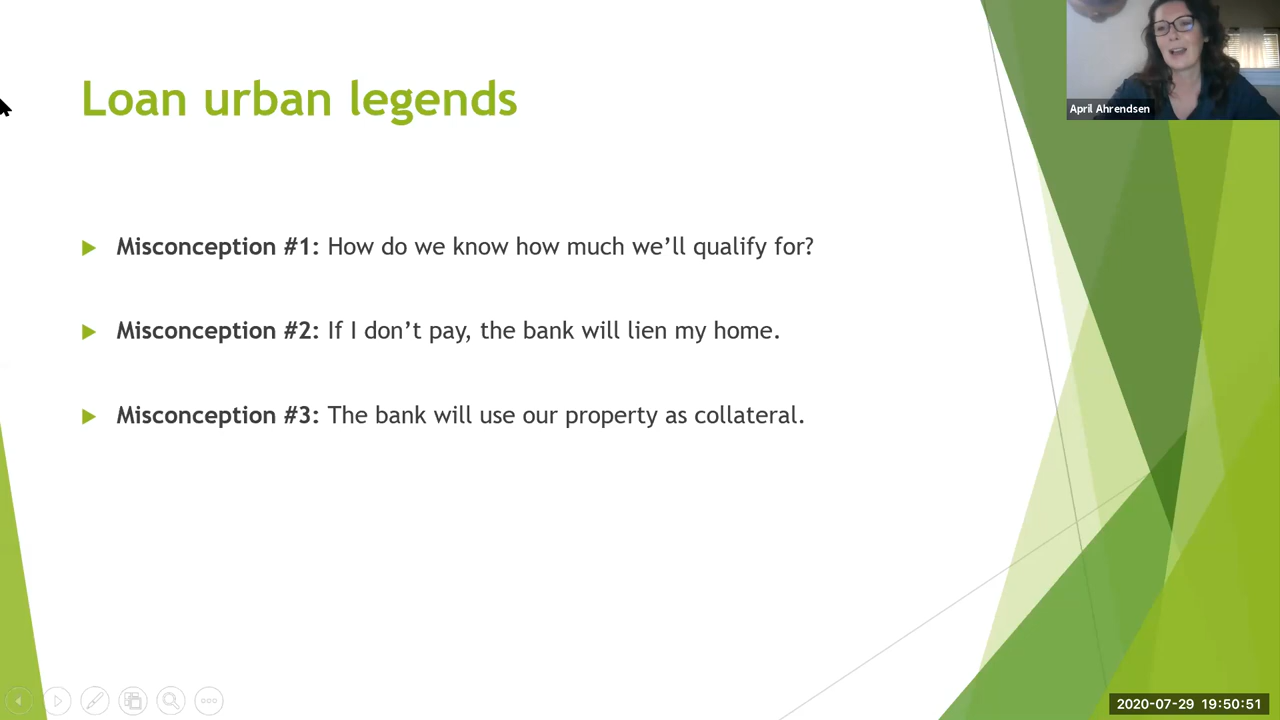 Loan urban legends
April Ahrendsen
Misconception #1: How do we know how much we’ll qualify for?
Misconception #2: If I don’t pay, the bank will lien my home.
Misconception #3: The bank will use our property as collateral.
2020-07-29 19:50:51